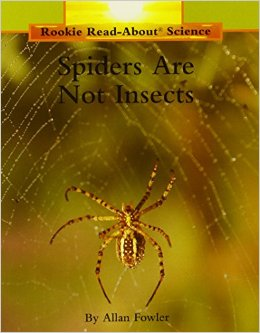 Rookie Read-About® Science
Spiders Are
Not Insects
By Allan Fowler